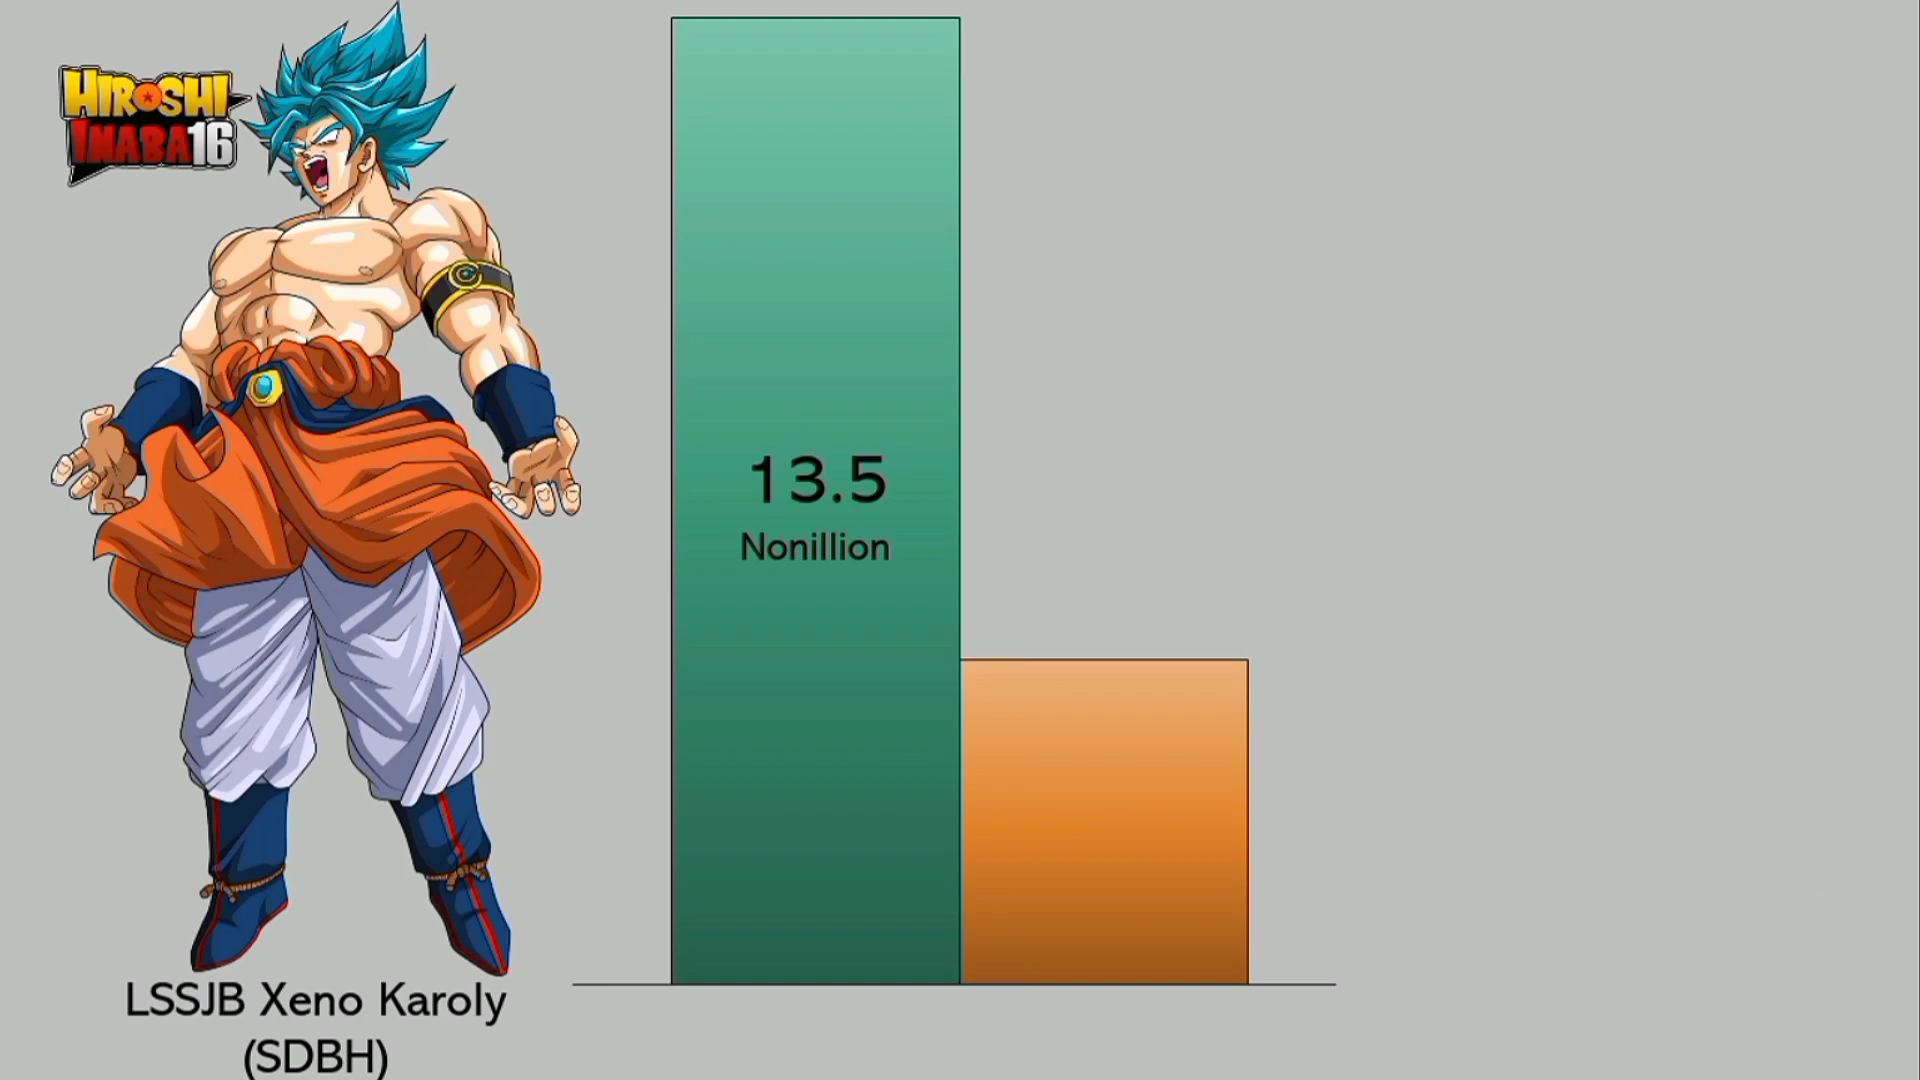 HIROSHI
INABA16
13.5
Nonillion
LSSJB Xeno Karoly
(SDBH)